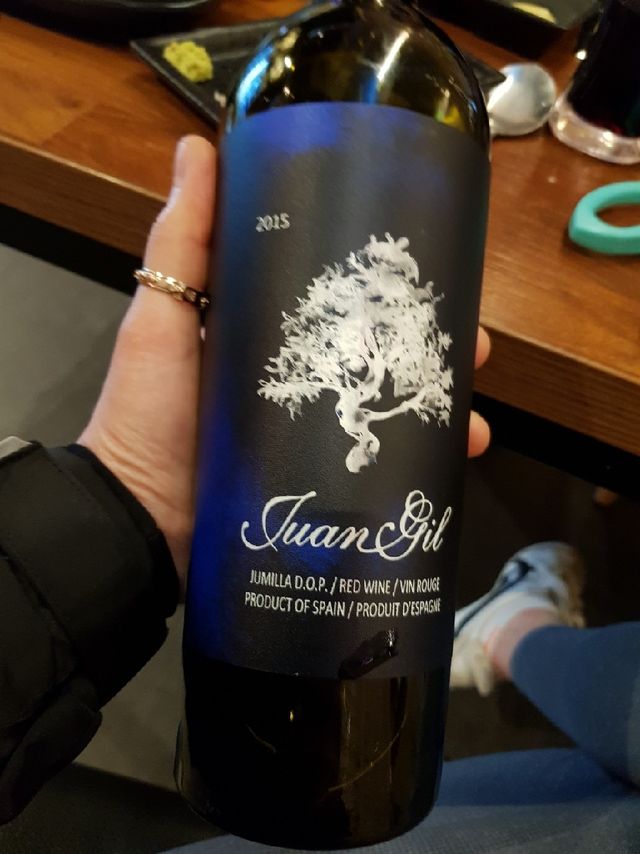 2015
Juan Gil
JUMILLA D.O.P. / RED WINE / VIN ROUGE
PRODUCT OF SPAIN / PRODUIT D'ESPAGNE